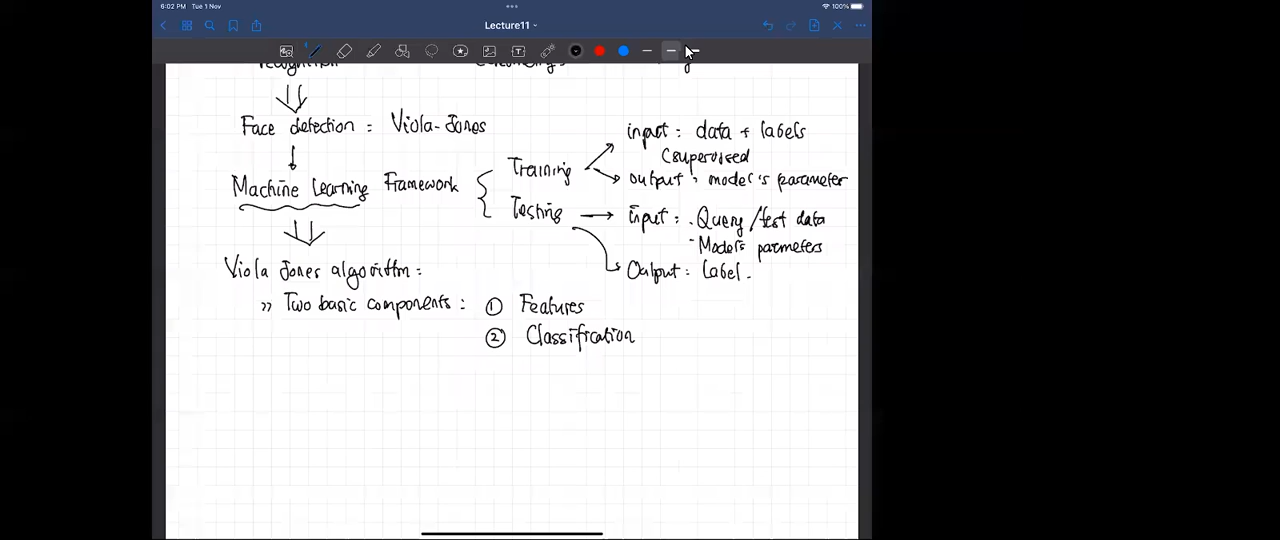 6:02 PM Tue 1 Nov
100%
Lecture11
recognition
Face detection : Viola-Jones
Machine Learning Framework
Training
Testing
input : data + labels
(supervised
output : model's parameter
input : . Query / test data
- Model's parameters
Output : Label .
Viola Jones algorithm :
>> Two basic components : ① Features
② Classification